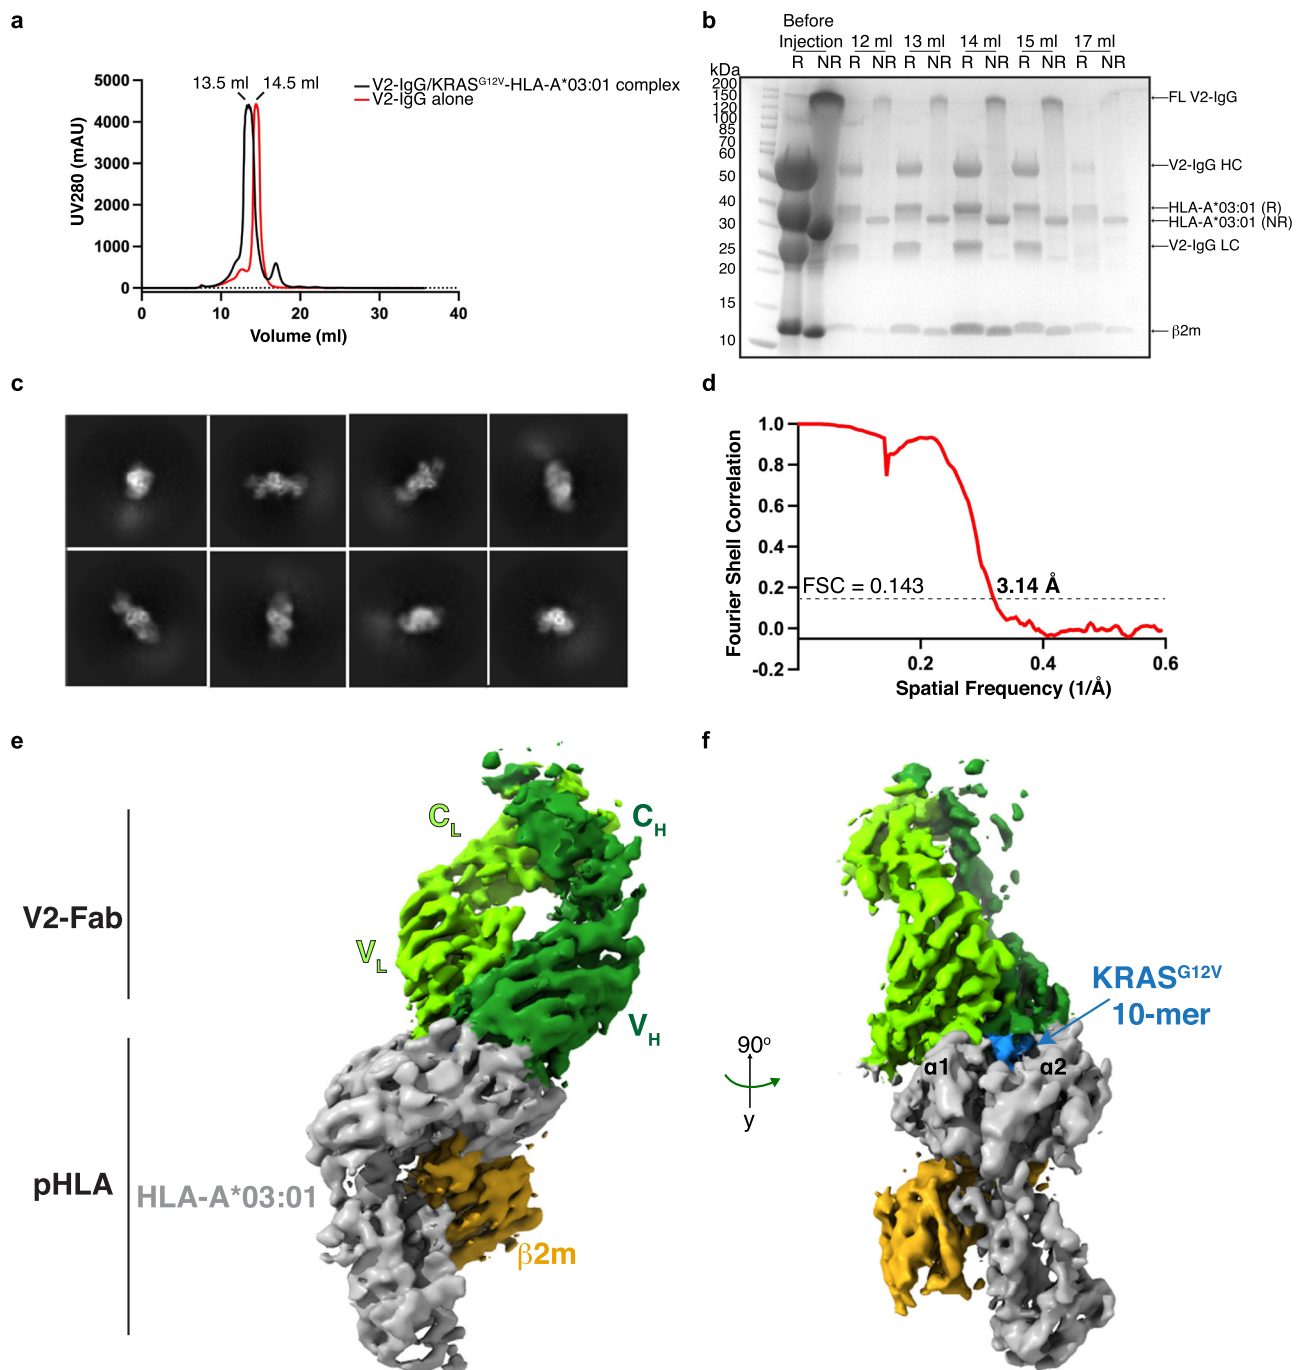 a
13.5 ml 14.5 ml
V2-IgG/KRASG12V-HLA-A*03:01 complex
V2-IgG alone
UV280 (mAU)
5000
4000
3000
2000
1000
0
0 10 20 30 40
Volume (ml)
b
Before
Injection 12 ml 13 ml 14 ml 15 ml 17 ml
R NR R NR R NR R NR R NR R NR
kDa
200
150
120
100
85
70
60
50
40
30
25
20
15
10
FL V2-IgG
V2-IgG HC
HLA-A*03:01 (R)
HLA-A*03:01 (NR)
V2-IgG LC
β2m
c
d
Fourier Shell Correlation
1.0
0.8
0.6
0.4
0.2
0.0
-0.2
FSC = 0.143 3.14 Å
0.2 0.4 0.6
Spatial Frequency (1/Å)
e
V2-Fab
pHLA
CL
CH
VL
VH
HLA-A*03:01
β2m
f
90º
y
KRASG12V
10-mer
α1 α2